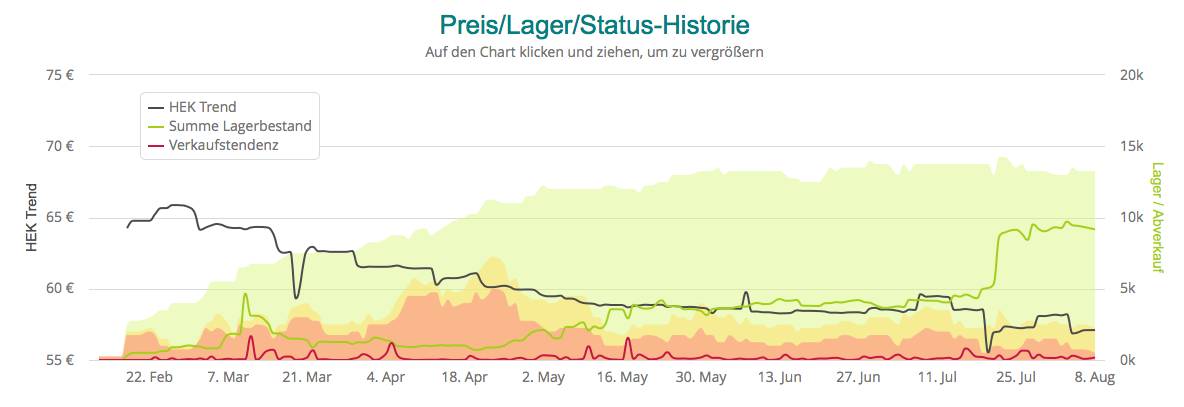 Preis/Lager/Status-Historie
Auf den Chart klicken und ziehen, um zu vergrößern
75 €
70 €
65 €
60 €
55 €
HEK Trend
HEK Trend
Summe Lagerbestand
Verkaufstendenz
20k
15k
10k
5k
0k
Lager / Abverkauf
22. Feb 7. Mar 21. Mar 4. Apr 18. Apr 2. May 16. May 30. May 13. Jun 27. Jun 11. Jul 25. Jul 8. Aug